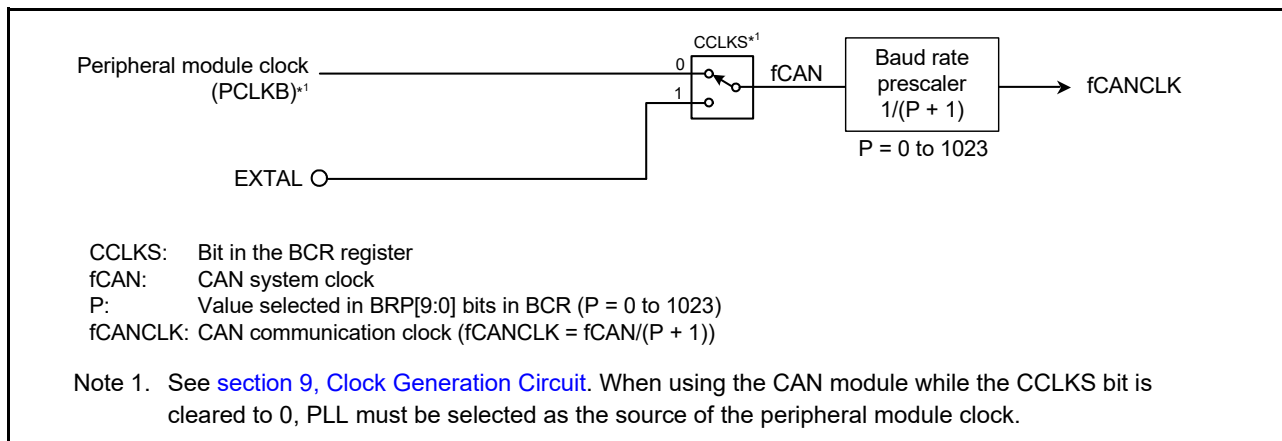 CCLKS*1
Peripheral module clock
(PCLKB)*1
0
1
fCAN
Baud rate
prescaler
1/(P + 1)
fCANCLK
P = 0 to 1023
EXTAL
CCLKS: Bit in the BCR register
fCAN: CAN system clock
P: Value selected in BRP[9:0] bits in BCR (P = 0 to 1023)
fCANCLK: CAN communication clock (fCANCLK = fCAN/(P + 1))
Note 1. See section 9, Clock Generation Circuit. When using the CAN module while the CCLKS bit is
cleared to 0, PLL must be selected as the source of the peripheral module clock.